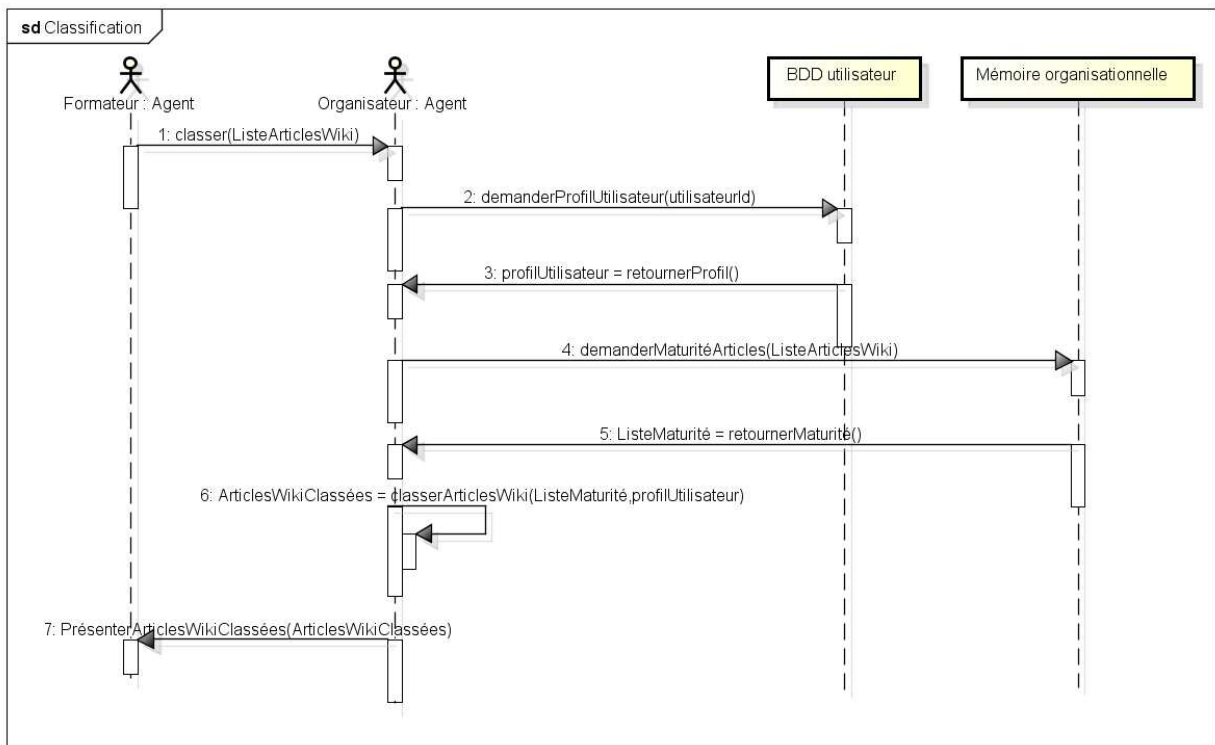 sd Classification
Formateur : Agent
Organisateur : Agent
BDD utilisateur
Mémoire organisationnelle
1: classer(ListeArticlesWiki)
2: demanderProfilUtilisateur(utilisateurId)
3: profilUtilisateur = retournerProfil()
4: demanderMaturitéArticles(ListeArticlesWiki)
5: ListeMaturité = retournerMaturité()
6: ArticlesWikiClassées = classerArticlesWiki(ListeMaturité,profilUtilisateur)
7: PrésenterArticlesWikiClassées(ArticlesWikiClassées)